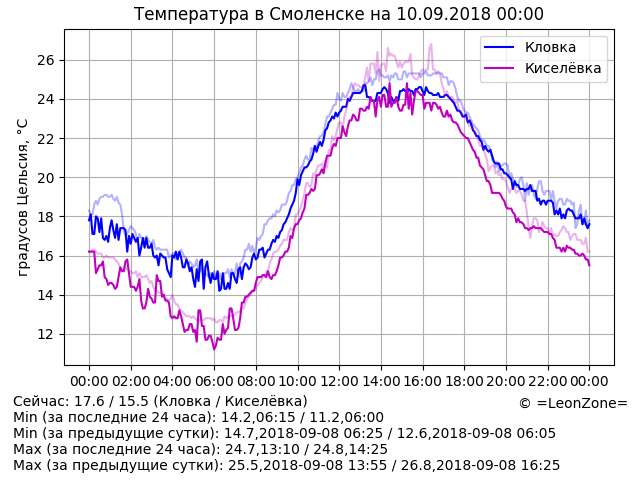 Температура в Смоленске на 10.09.2018 00:00
градусов Цельсия, °C
26
24
22
20
18
16
14
12
Кловка
Киселёвка
00:00 02:00 04:00 06:00 08:00 10:00 12:00 14:00 16:00 18:00 20:00 22:00 00:00
Сейчас: 17.6 / 15.5 (Кловка / Киселёвка)
© =LeonZone=
Min (за последние 24 часа): 14.2,06:15 / 11.2,06:00
Min (за предыдущие сутки): 14.7,2018-09-08 06:25 / 12.6,2018-09-08 06:05
Max (за последние 24 часа): 24.7,13:10 / 24.8,14:25
Max (за предыдущие сутки): 25.5,2018-09-08 13:55 / 26.8,2018-09-08 16:25